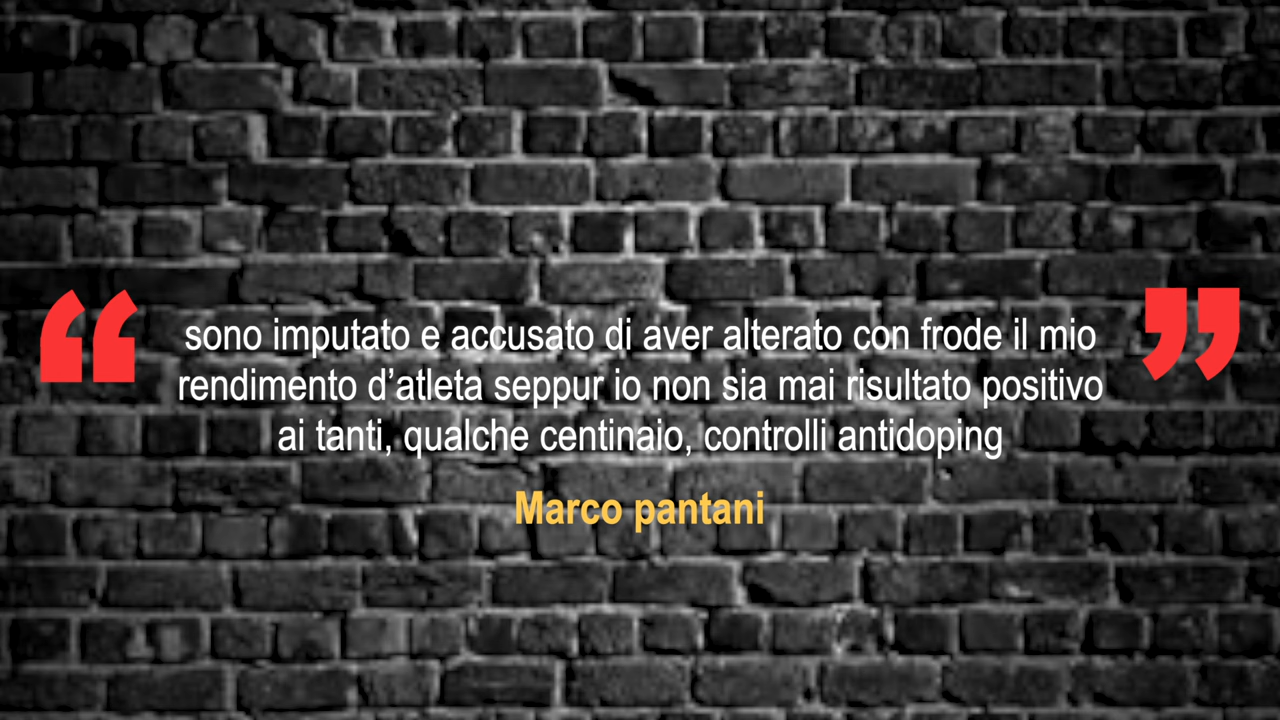 “ sono imputato e accusato di aver alterato con frode il mio ”
rendimento d’atleta seppur io non sia mai risultato positivo
ai tanti, qualche centinaio, controlli antidoping
Marco pantani